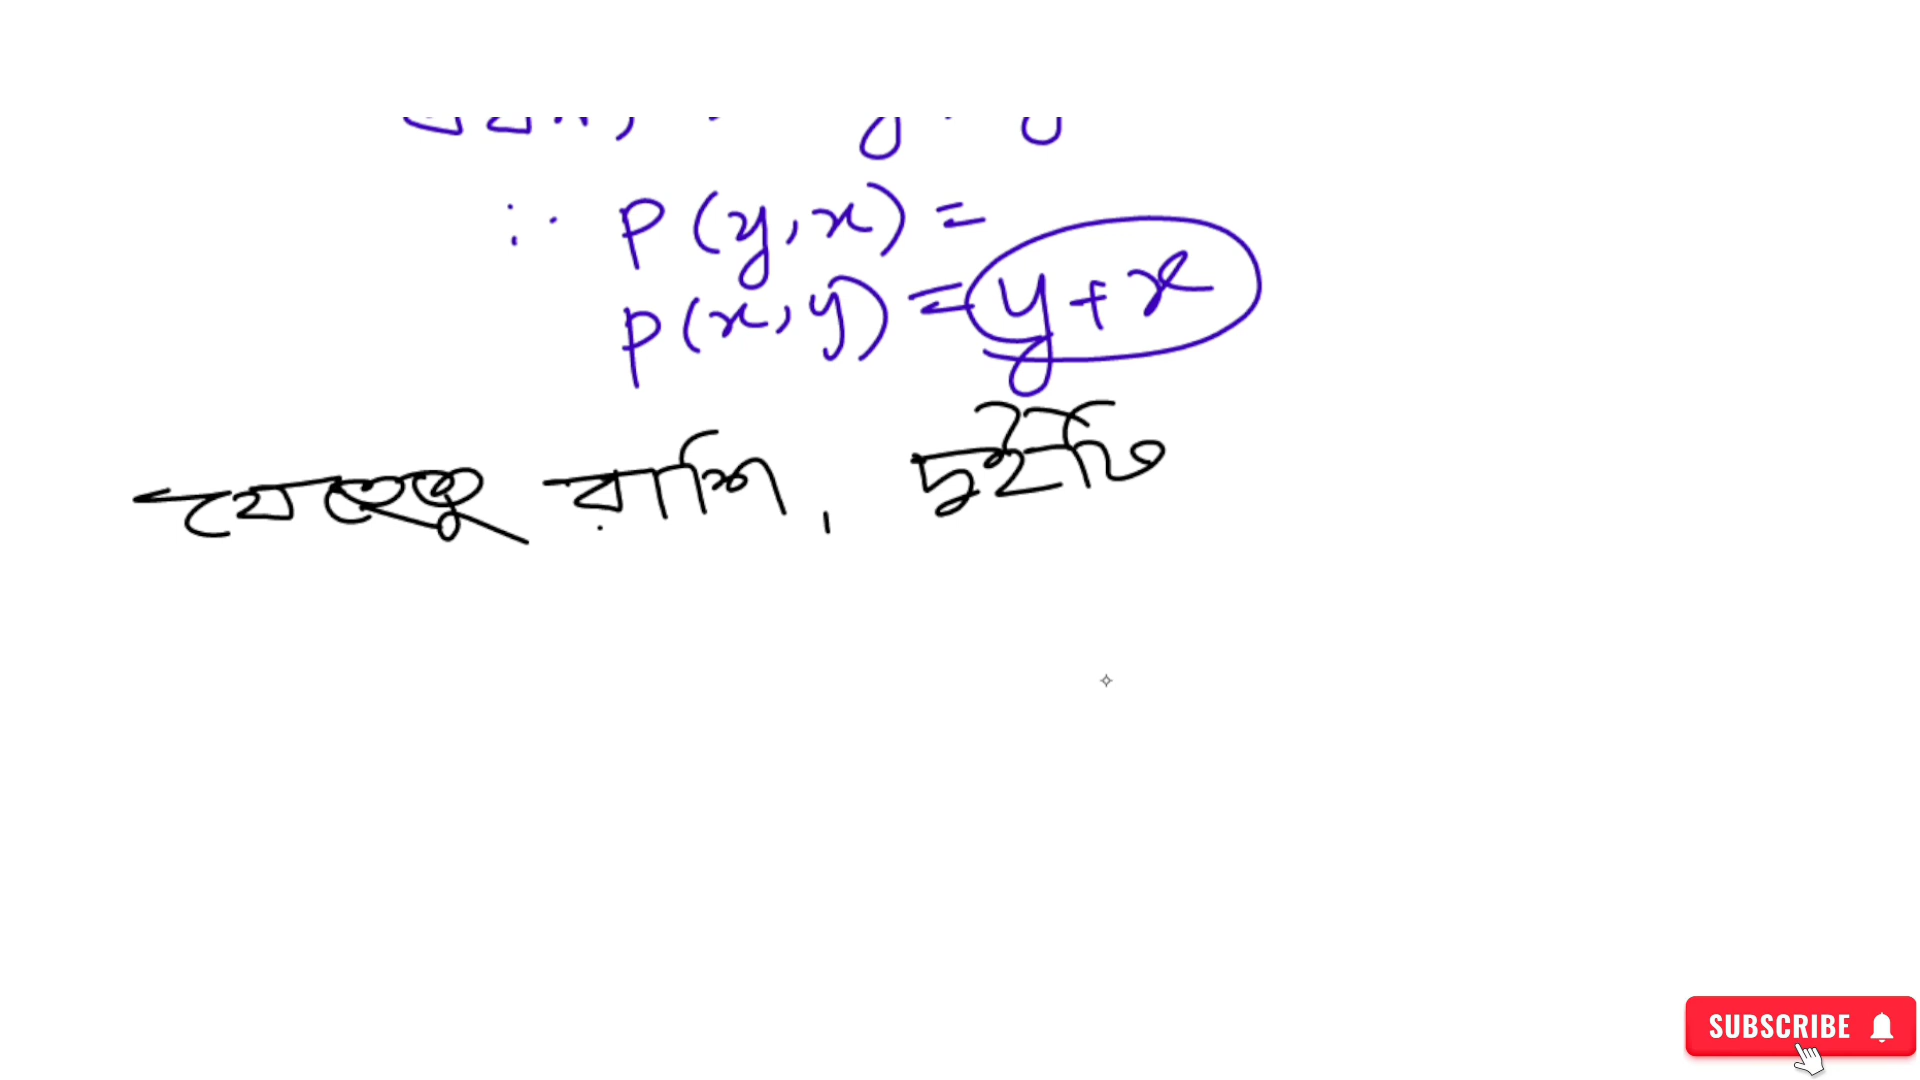 ∴ P(y,x) =
P(x,y) = y+x
যেহেতু রাশি, দুইটি
SUBSCRIBE